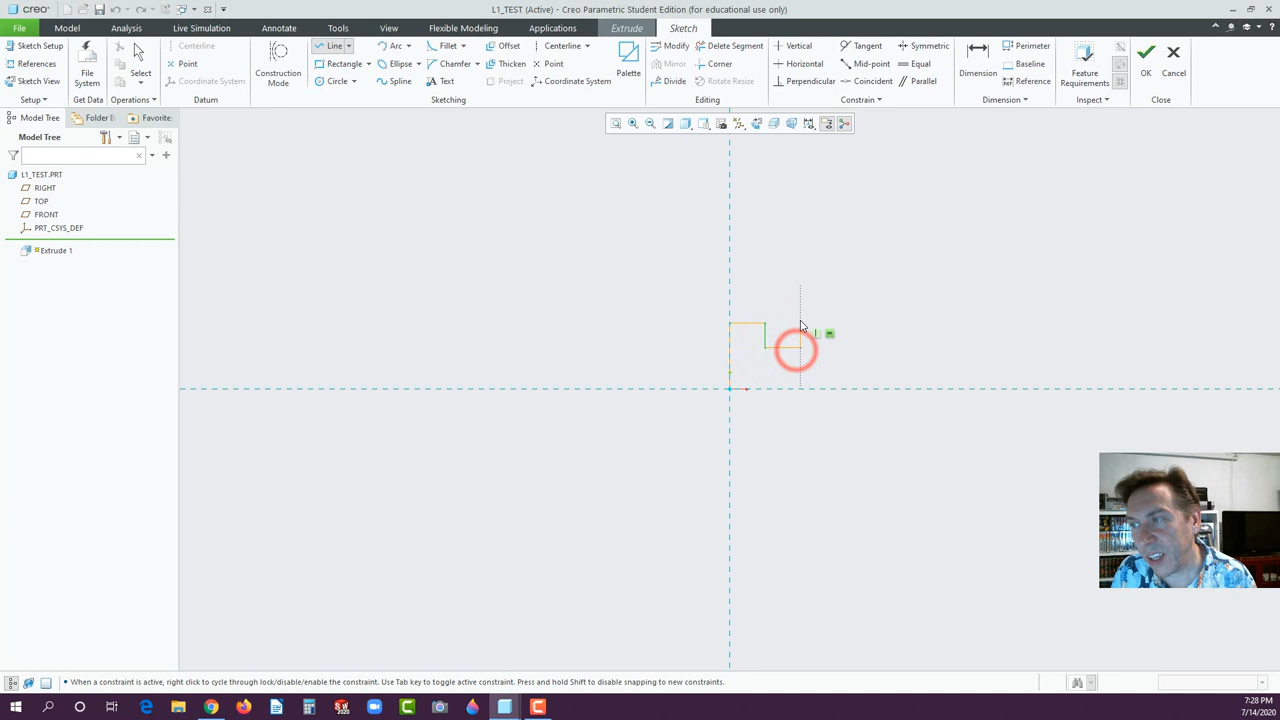 creo L1_TEST (Active) - Creo Parametric Student Edition (for educational use only)
File Model Analysis Live Simulation Annotate Tools View Flexible Modeling Applications Extrude Sketch
Sketch Setup Select Centerline Line Arc Fillet Offset Centerline Modify Delete Segment Vertical Tangent Symmetric Perimeter
References File System Point Construction Mode Rectangle Ellipse Chamfer Thicken Point Palette Mirror Corner Horizontal Mid-point Equal Dimension Baseline Feature Requirements OK Cancel
Sketch View Coordinate System Circle Spline Text Project Coordinate System Divide Rotate Resize Perpendicular Coincident Parallel Reference
Setup Get Data Operations Datum Sketching Editing Constrain Dimension Inspect Close
Model Tree Folder B Favorite
Model Tree
L1_TEST.PRT
RIGHT
TOP
FRONT
PRT_CSYS_DEF
Extrude 1
When a constraint is active, right click to cycle through lock/disable/enable the constraint. Use Tab key to toggle active constraint. Press and hold Shift to disable snapping to new constraints.
7:28 PM
7/14/2020